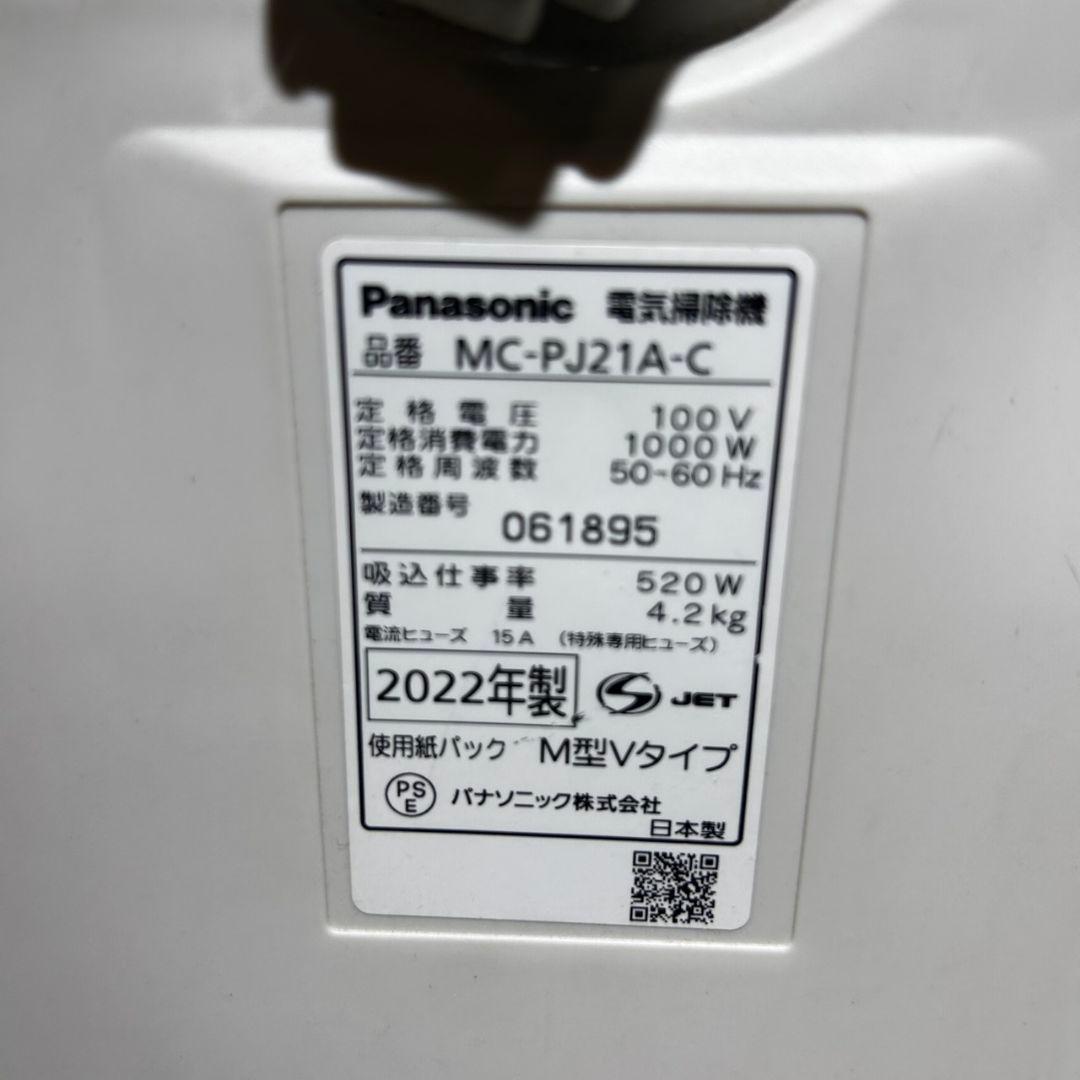 Panasonic 電気掃除機
品番 MC-PJ21A-C
定格電圧 100V
定格消費電力 1000W
定格周波数 50~60Hz
製造番号 061895
吸込仕事率 520W
質量 4.2kg
電流ヒューズ 15A (特殊専用ヒューズ)
2022年製 S JET
使用紙パック M型Vタイプ
PSE パナソニック株式会社
日本製